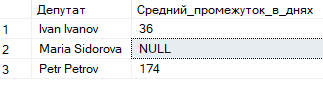 Депутат Средний_промежуток_в_днях
1 Ivan Ivanov 36
2 Maria Sidorova NULL
3 Petr Petrov 174